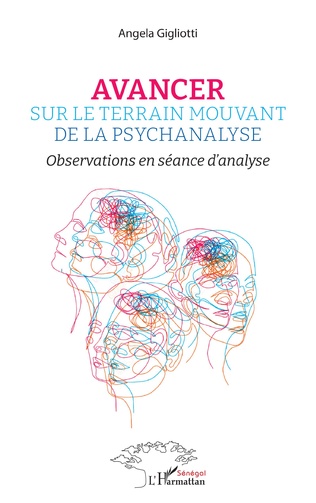 Angela Gigliotti
AVANCER
SUR LE TERRAIN MOUVANT
DE LA PSYCHANALYSE
Observations en séance d'analyse
Sénégal
L'Harmattan